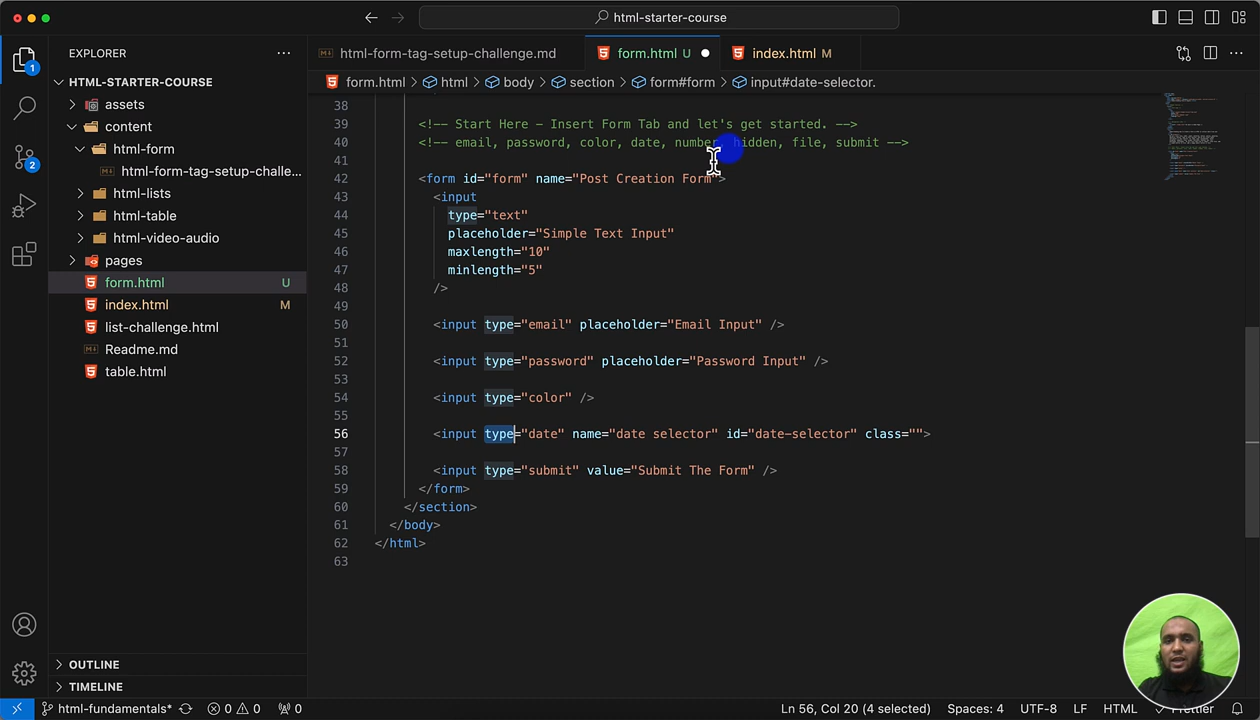 html-starter-course
EXPLORER
html-form-tag-setup-challenge.md
form.html U
index.html M
1
HTML-STARTER-COURSE
form.html > html > body > section > form#form > input#date-selector.
assets
content
html-form
html-form-tag-setup-challe...
html-lists
html-table
html-video-audio
pages
form.html U
index.html M
list-challenge.html
Readme.md
table.html
2
38
39 <!-- Start Here - Insert Form Tab and let's get started. -->
40 <!-- email, password, color, date, number, hidden, file, submit -->
41
42 <form id="form" name="Post Creation Form">
43 <input
44 type="text"
45 placeholder="Simple Text Input"
46 maxlength="10"
47 minlength="5"
48 />
49
50 <input type="email" placeholder="Email Input" />
51
52 <input type="password" placeholder="Password Input" />
53
54 <input type="color" />
55
56 <input type="date" name="date selector" id="date-selector" class="">
57
58 <input type="submit" value="Submit The Form" />
59 </form>
60 </section>
61 </body>
62 </html>
63
OUTLINE
TIMELINE
html-fundamentals* 0 0 0 Ln 56, Col 20 (4 selected) Spaces: 4 UTF-8 LF HTML Prettier